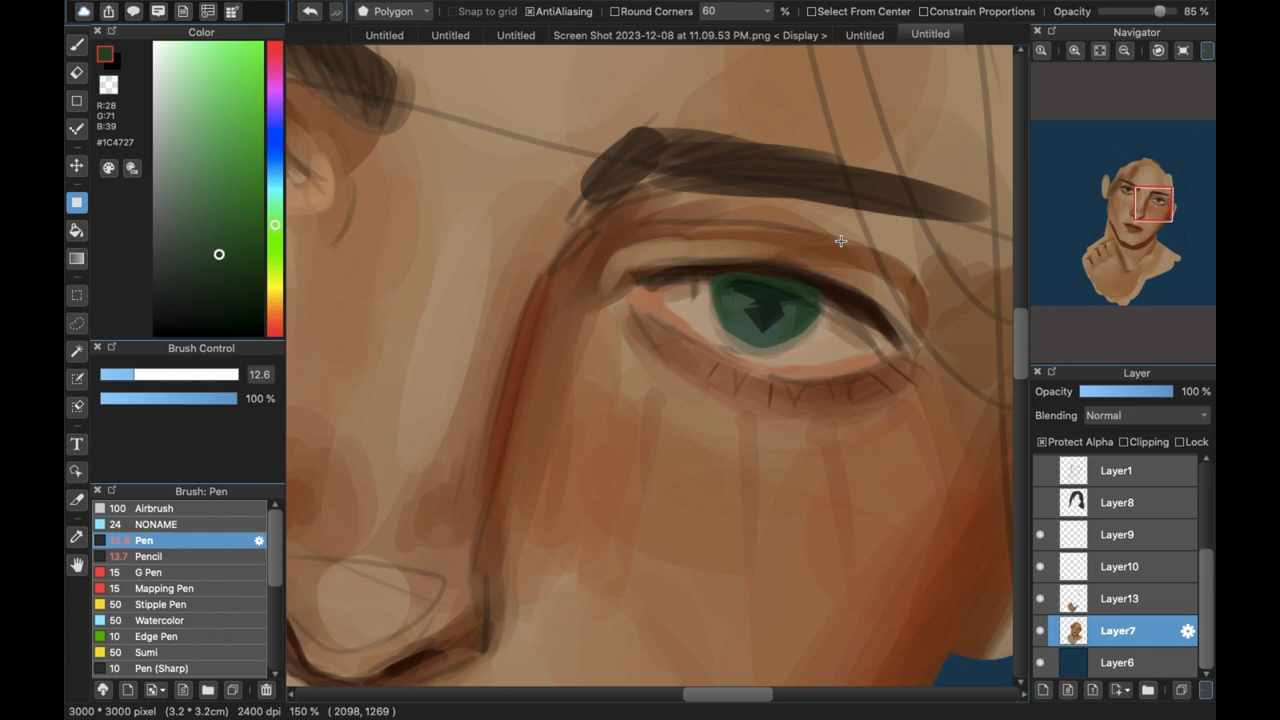 Polygon Snap to grid AntiAliasing Round Corners 60 % Select From Center Constrain Proportions Opacity 85 %
Color Untitled Untitled Untitled Screen Shot 2023-12-08 at 11.09.53 PM.png < Display > Untitled Untitled Navigator
R:28
G:71
B:39
#1C4727
Brush Control
12.6
100 %
Layer
Opacity 100 %
Blending Normal
Protect Alpha Clipping Lock
Layer1
Layer8
Layer9
Layer10
Layer13
Layer7
Layer6
Brush: Pen
100 Airbrush
24 NONAME
12.6 Pen
13.7 Pencil
15 G Pen
15 Mapping Pen
50 Stipple Pen
50 Watercolor
10 Edge Pen
50 Sumi
10 Pen (Sharp)
3000 * 3000 pixel (3.2 * 3.2cm) 2400 dpi 150 % ( 2098, 1269 )